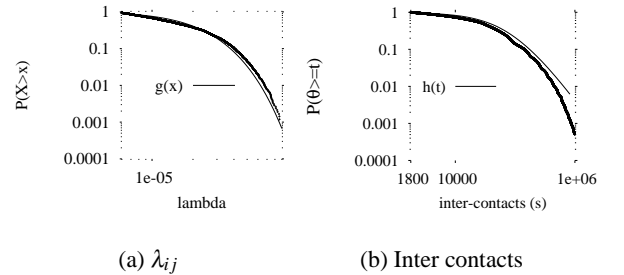 1
0.1
0.01
0.001
0.0001
P(X>x)
g(x)
1e-05
lambda
(a) λij
1
0.1
0.01
0.001
0.0001
P(θ>=t)
h(t)
1800 10000 1e+06
inter-contacts (s)
(b) Inter contacts